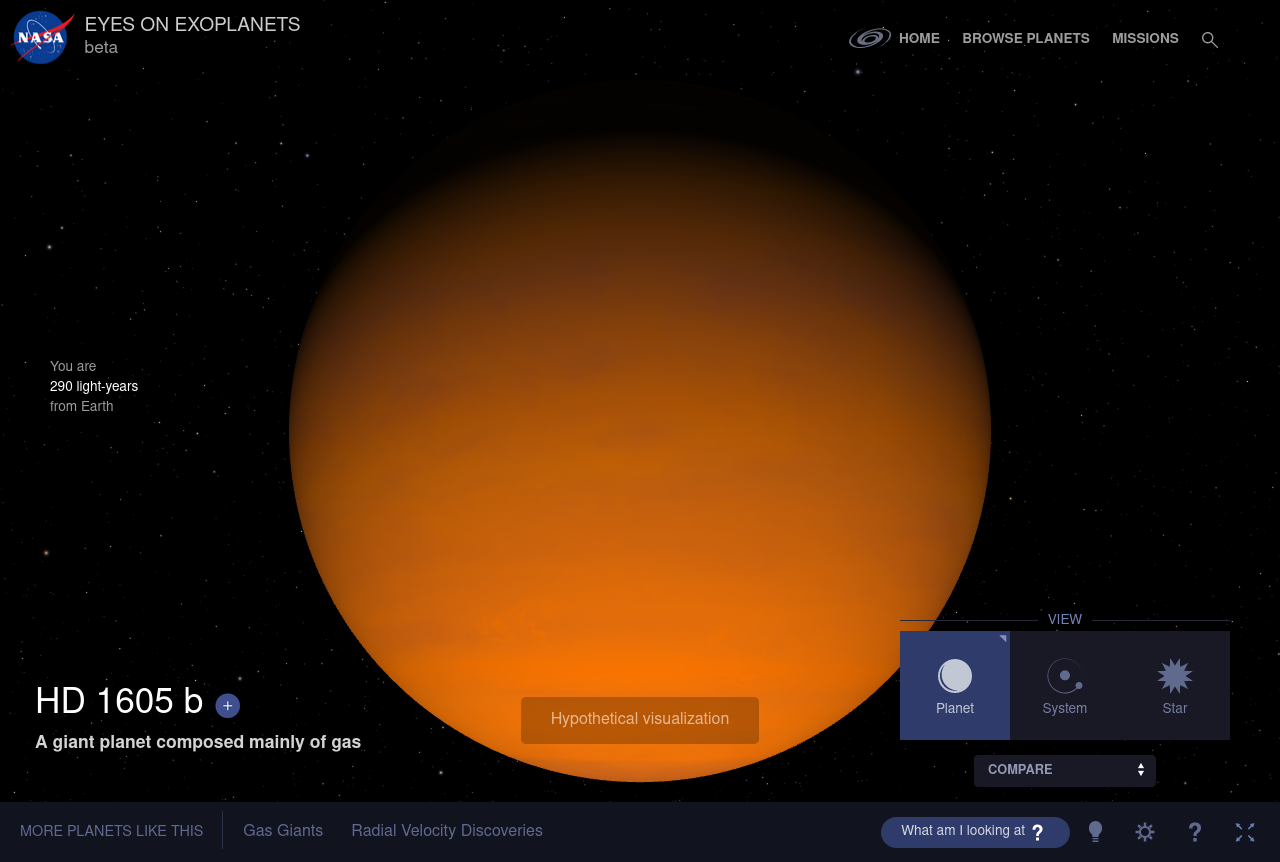 NASA
EYES ON EXOPLANETS
beta
HOME
BROWSE PLANETS
MISSIONS
You are
290 light-years
from Earth
VIEW
Planet
System
Star
HD 1605 b +
A giant planet composed mainly of gas
Hypothetical visualization
COMPARE
MORE PLANETS LIKE THIS
Gas Giants
Radial Velocity Discoveries
What am I looking at ?
?